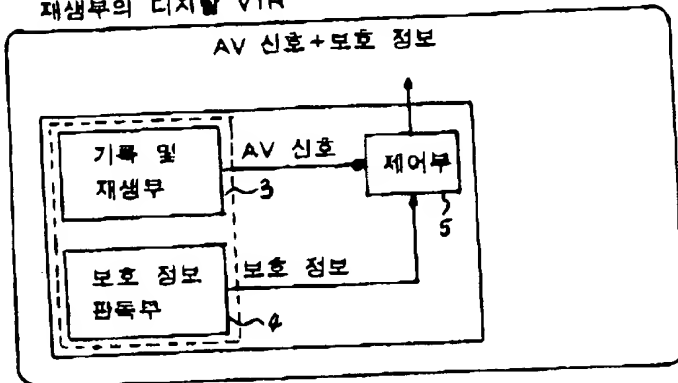 재생부의 디지탈 VTR
AV 신호+보호 정보
기록 및
재생부
AV 신호
제어부
3
5
보호 정보
판독부
보호 정보
4